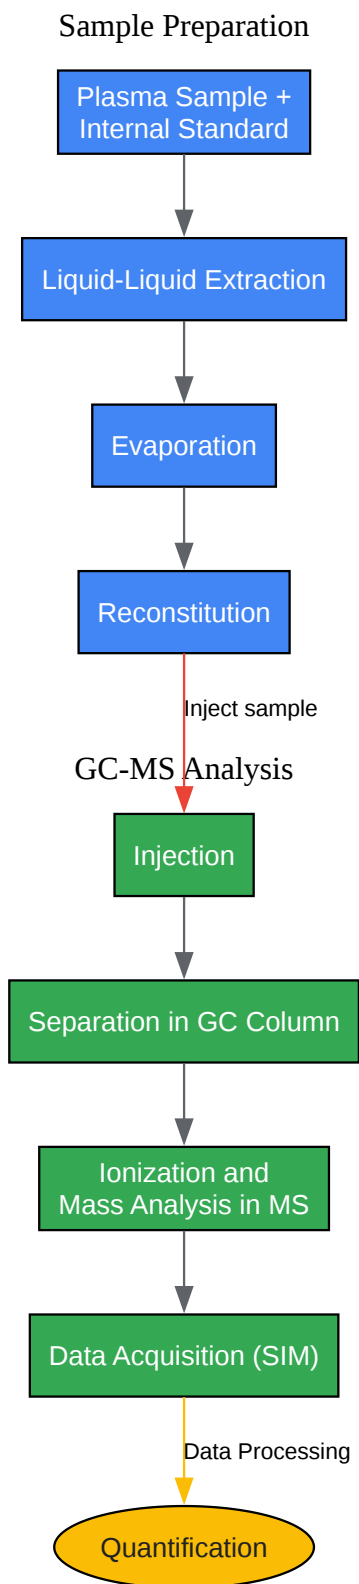 Sample Preparation
Plasma Sample +
Internal Standard
Liquid-Liquid Extraction
Evaporation
Reconstitution
Inject sample
GC-MS Analysis
Injection
Separation in GC Column
Ionization and
Mass Analysis in MS
Data Acquisition (SIM)
Data Processing
Quantification